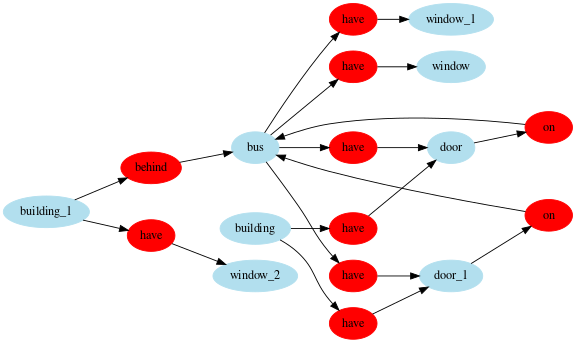 have
window_1
have
window
on
bus
have
door
behind
building_1
on
building
have
have
window_2
have
door_1
have